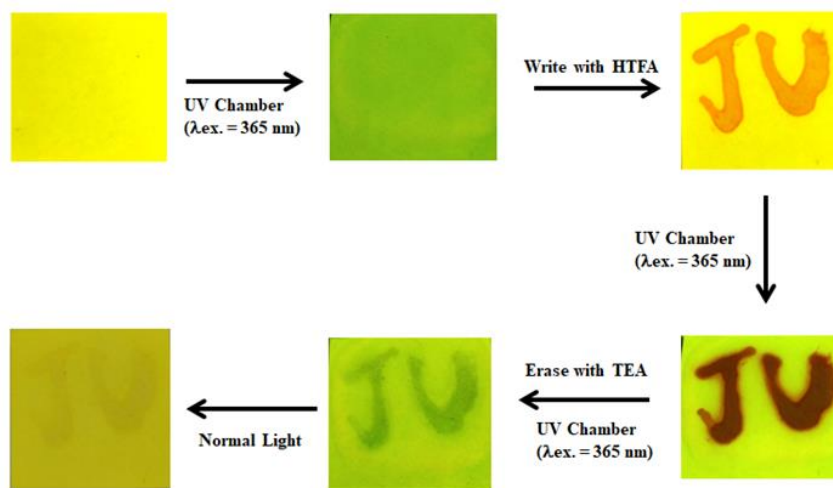 UV Chamber
(λex. = 365 nm)
Write with HTFA
JU
UV Chamber
(λex. = 365 nm)
JU
Erase with TEA
UV Chamber
(λex. = 365 nm)
JU
Normal Light
JU